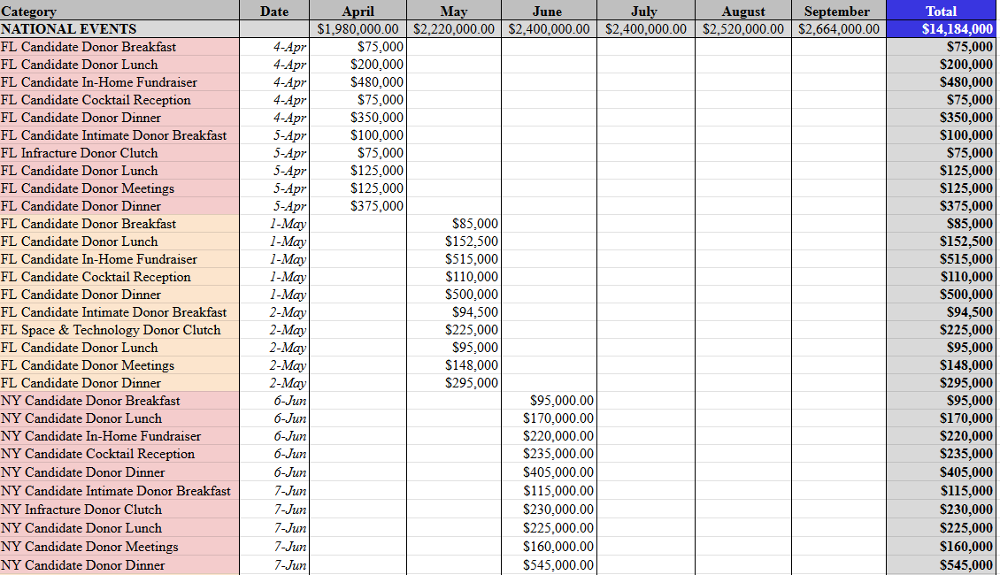 Category Date April May June July August September Total
NATIONAL EVENTS $1,980,000.00 $2,220,000.00 $2,400,000.00 $2,400,000.00 $2,520,000.00 $2,664,000.00 $14,184,000
FL Candidate Donor Breakfast 4-Apr $75,000 $75,000
FL Candidate Donor Lunch 4-Apr $200,000 $200,000
FL Candidate In-Home Fundraiser 4-Apr $480,000 $480,000
FL Candidate Cocktail Reception 4-Apr $75,000 $75,000
FL Candidate Donor Dinner 4-Apr $350,000 $350,000
FL Candidate Intimate Donor Breakfast 5-Apr $100,000 $100,000
FL Infracture Donor Clutch 5-Apr $75,000 $75,000
FL Candidate Donor Lunch 5-Apr $125,000 $125,000
FL Candidate Donor Meetings 5-Apr $125,000 $125,000
FL Candidate Donor Dinner 5-Apr $375,000 $375,000
FL Candidate Donor Breakfast 1-May $85,000 $85,000
FL Candidate Donor Lunch 1-May $152,500 $152,500
FL Candidate In-Home Fundraiser 1-May $515,000 $515,000
FL Candidate Cocktail Reception 1-May $110,000 $110,000
FL Candidate Donor Dinner 1-May $500,000 $500,000
FL Candidate Intimate Donor Breakfast 2-May $94,500 $94,500
FL Space & Technology Donor Clutch 2-May $225,000 $225,000
FL Candidate Donor Lunch 2-May $95,000 $95,000
FL Candidate Donor Meetings 2-May $148,000 $148,000
FL Candidate Donor Dinner 2-May $295,000 $295,000
NY Candidate Donor Breakfast 6-Jun $95,000.00 $95,000
NY Candidate Donor Lunch 6-Jun $170,000.00 $170,000
NY Candidate In-Home Fundraiser 6-Jun $220,000.00 $220,000
NY Candidate Cocktail Reception 6-Jun $235,000.00 $235,000
NY Candidate Donor Dinner 6-Jun $405,000.00 $405,000
NY Candidate Intimate Donor Breakfast 7-Jun $115,000.00 $115,000
NY Infracture Donor Clutch 7-Jun $230,000.00 $230,000
NY Candidate Donor Lunch 7-Jun $225,000.00 $225,000
NY Candidate Donor Meetings 7-Jun $160,000.00 $160,000
NY Candidate Donor Dinner 7-Jun $545,000.00 $545,000